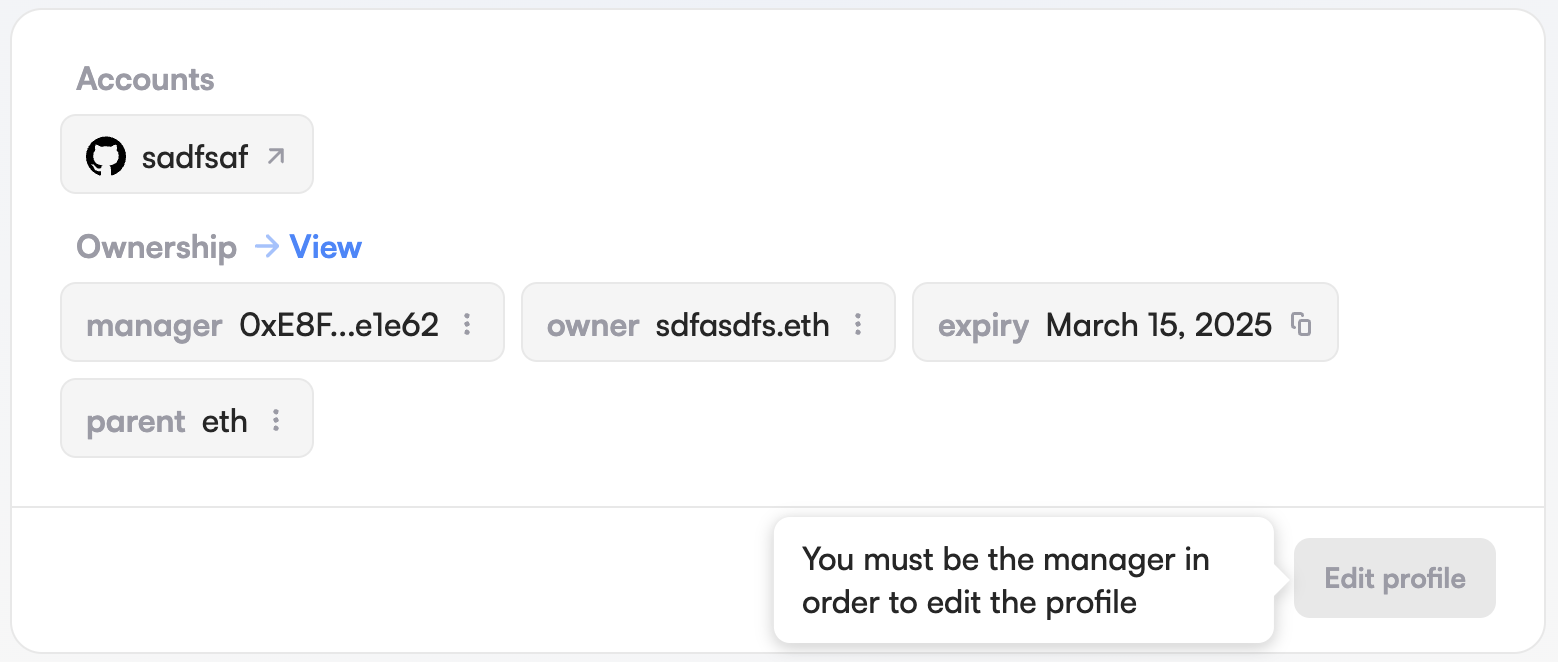 Accounts
sadfsaf
Ownership → View
manager 0xE8F...e1e62 owner sdfasdfs.eth expiry March 15, 2025
parent eth
You must be the manager in
order to edit the profile
Edit profile